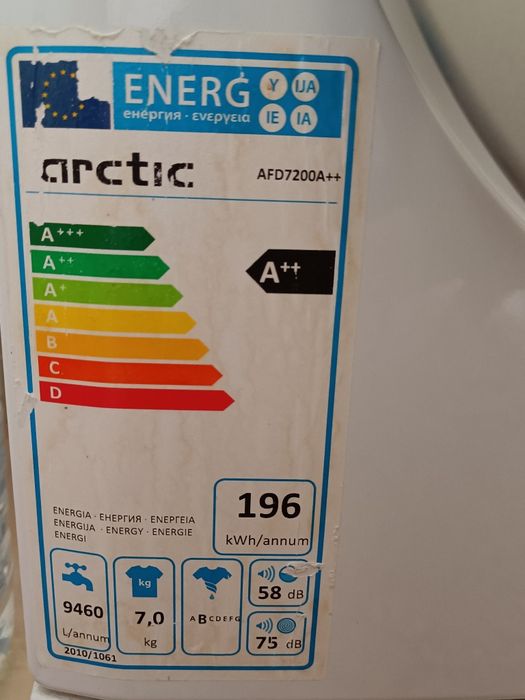 ENERG Y IJA
енергия · ενεργεια IE IA
arctic AFD7200A++
A+++
A++ A++
A+
A
B
C
D
ENERGIA · ЕНЕРГИЯ · ΕΝΕΡΓΕΙΑ
ENERGIJA · ENERGY · ENERGIE
ENERGI
196
kWh/annum
9460
L/annum
kg
7,0
kg
ABCDEFG
58 dB
75 dB
2010/1061